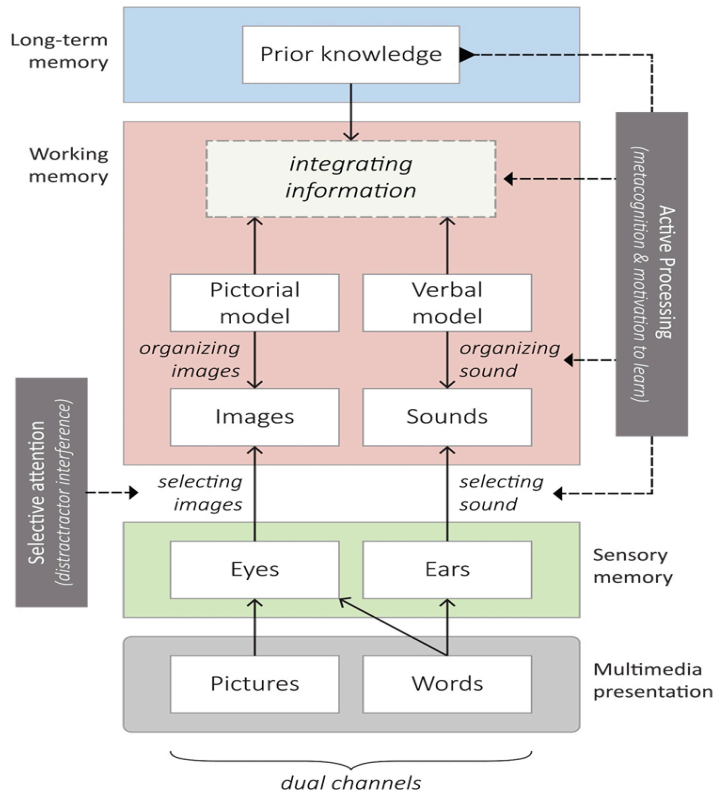 Long-term
memory
Prior knowledge
Working
memory
integrating
information
Pictorial
model
Verbal
model
organizing
images
organizing
sound
Images
Sounds
Active Processing
(metacognition & motivation to learn)
Selective attention
(distractractor interference)
selecting
images
selecting
sound
Eyes
Ears
Sensory
memory
Pictures
Words
Multimedia
presentation
dual channels